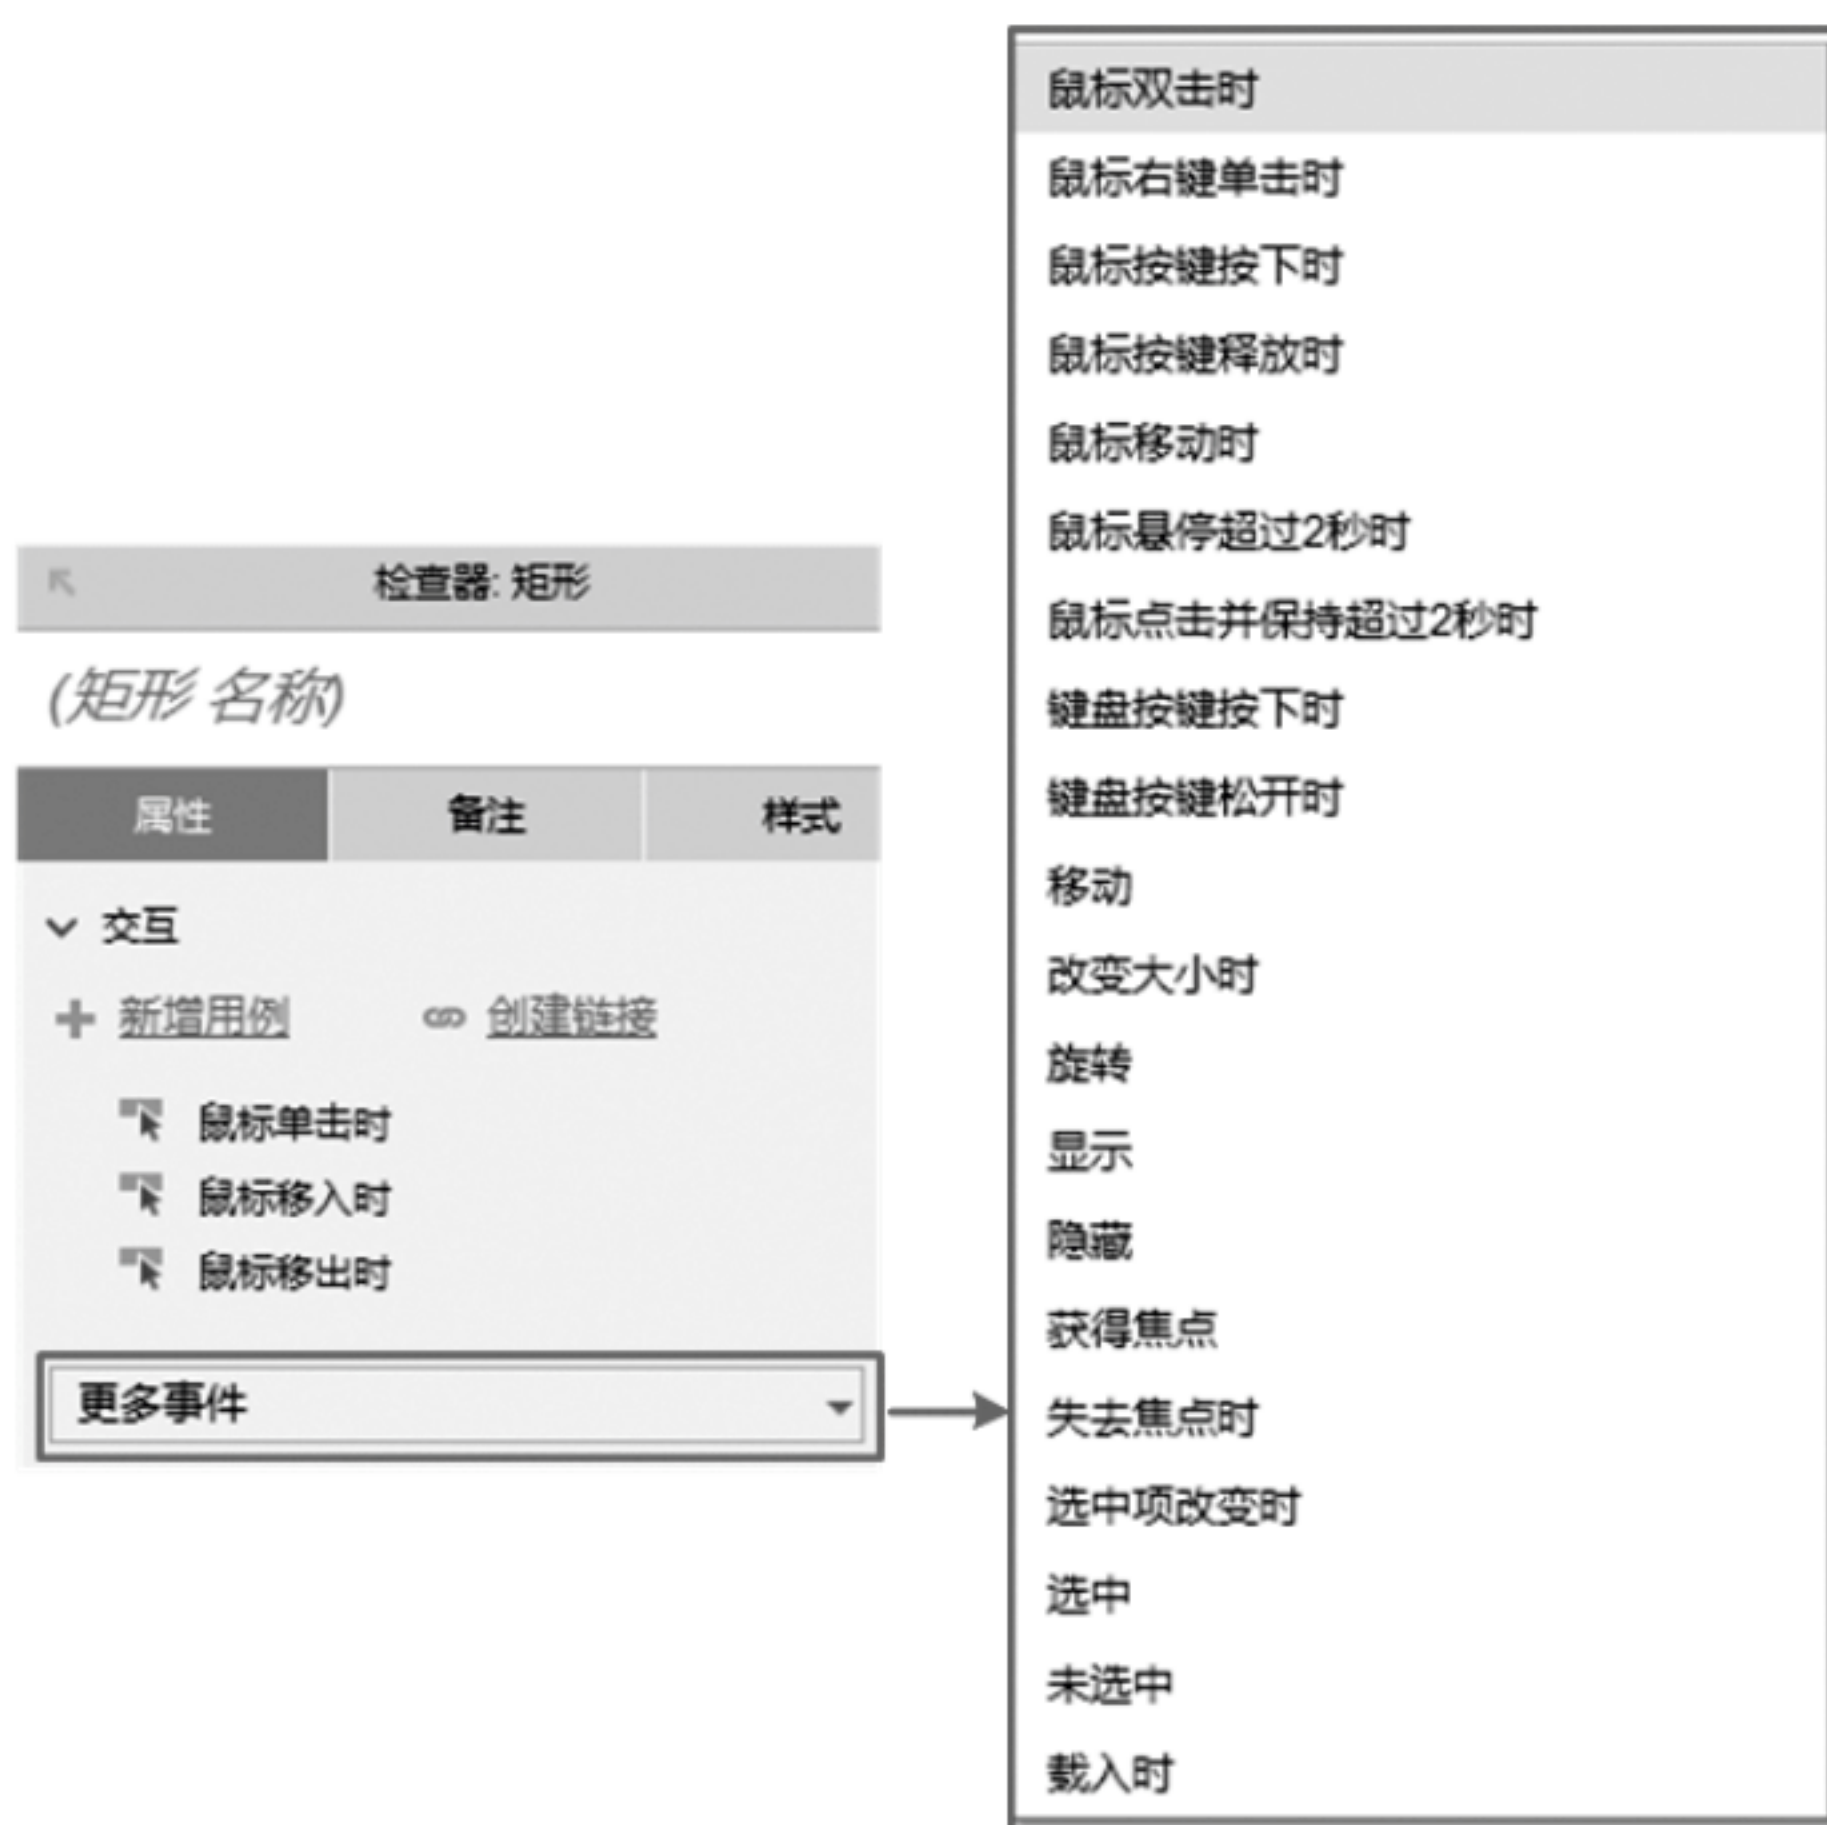 检查器: 矩形
(矩形 名称)
属性 备注 样式
交互
新增用例 创建链接
鼠标单击时
鼠标移入时
鼠标移出时
更多事件
鼠标双击时
鼠标右键单击时
鼠标按键按下时
鼠标按键释放时
鼠标移动时
鼠标悬停超过2秒时
鼠标点击并保持超过2秒时
键盘按键按下时
键盘按键松开时
移动
改变大小时
旋转
显示
隐藏
获得焦点
失去焦点时
选中项改变时
选中
未选中
载入时